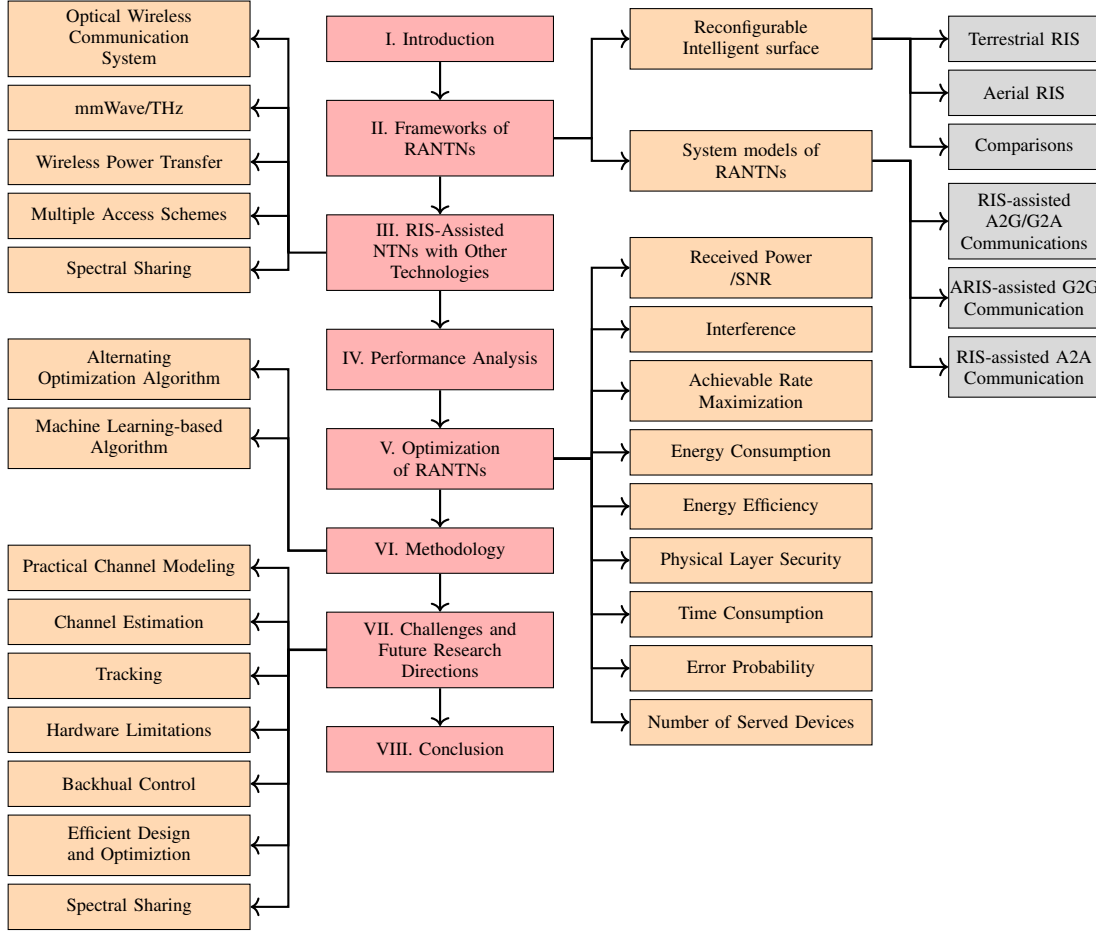 I. Introduction
II. Frameworks of
RANTNs
III. RIS-Assisted
NTNs with Other
Technologies
IV. Performance Analysis
V. Optimization
of RANTNs
VI. Methodology
VII. Challenges and
Future Research
Directions
VIII. Conclusion
Optical Wireless
Communication
System
mmWave/THz
Wireless Power Transfer
Multiple Access Schemes
Spectral Sharing
Alternating
Optimization Algorithm
Machine Learning-based
Algorithm
Practical Channel Modeling
Channel Estimation
Tracking
Hardware Limitations
Backhual Control
Efficient Design
and Optimiztion
Spectral Sharing
Reconfigurable
Intelligent surface
System models of
RANTNs
Received Power
/SNR
Interference
Achievable Rate
Maximization
Energy Consumption
Energy Efficiency
Physical Layer Security
Time Consumption
Error Probability
Number of Served Devices
Terrestrial RIS
Aerial RIS
Comparisons
RIS-assisted
A2G/G2A
Communications
ARIS-assisted G2G
Communication
RIS-assisted A2A
Communication